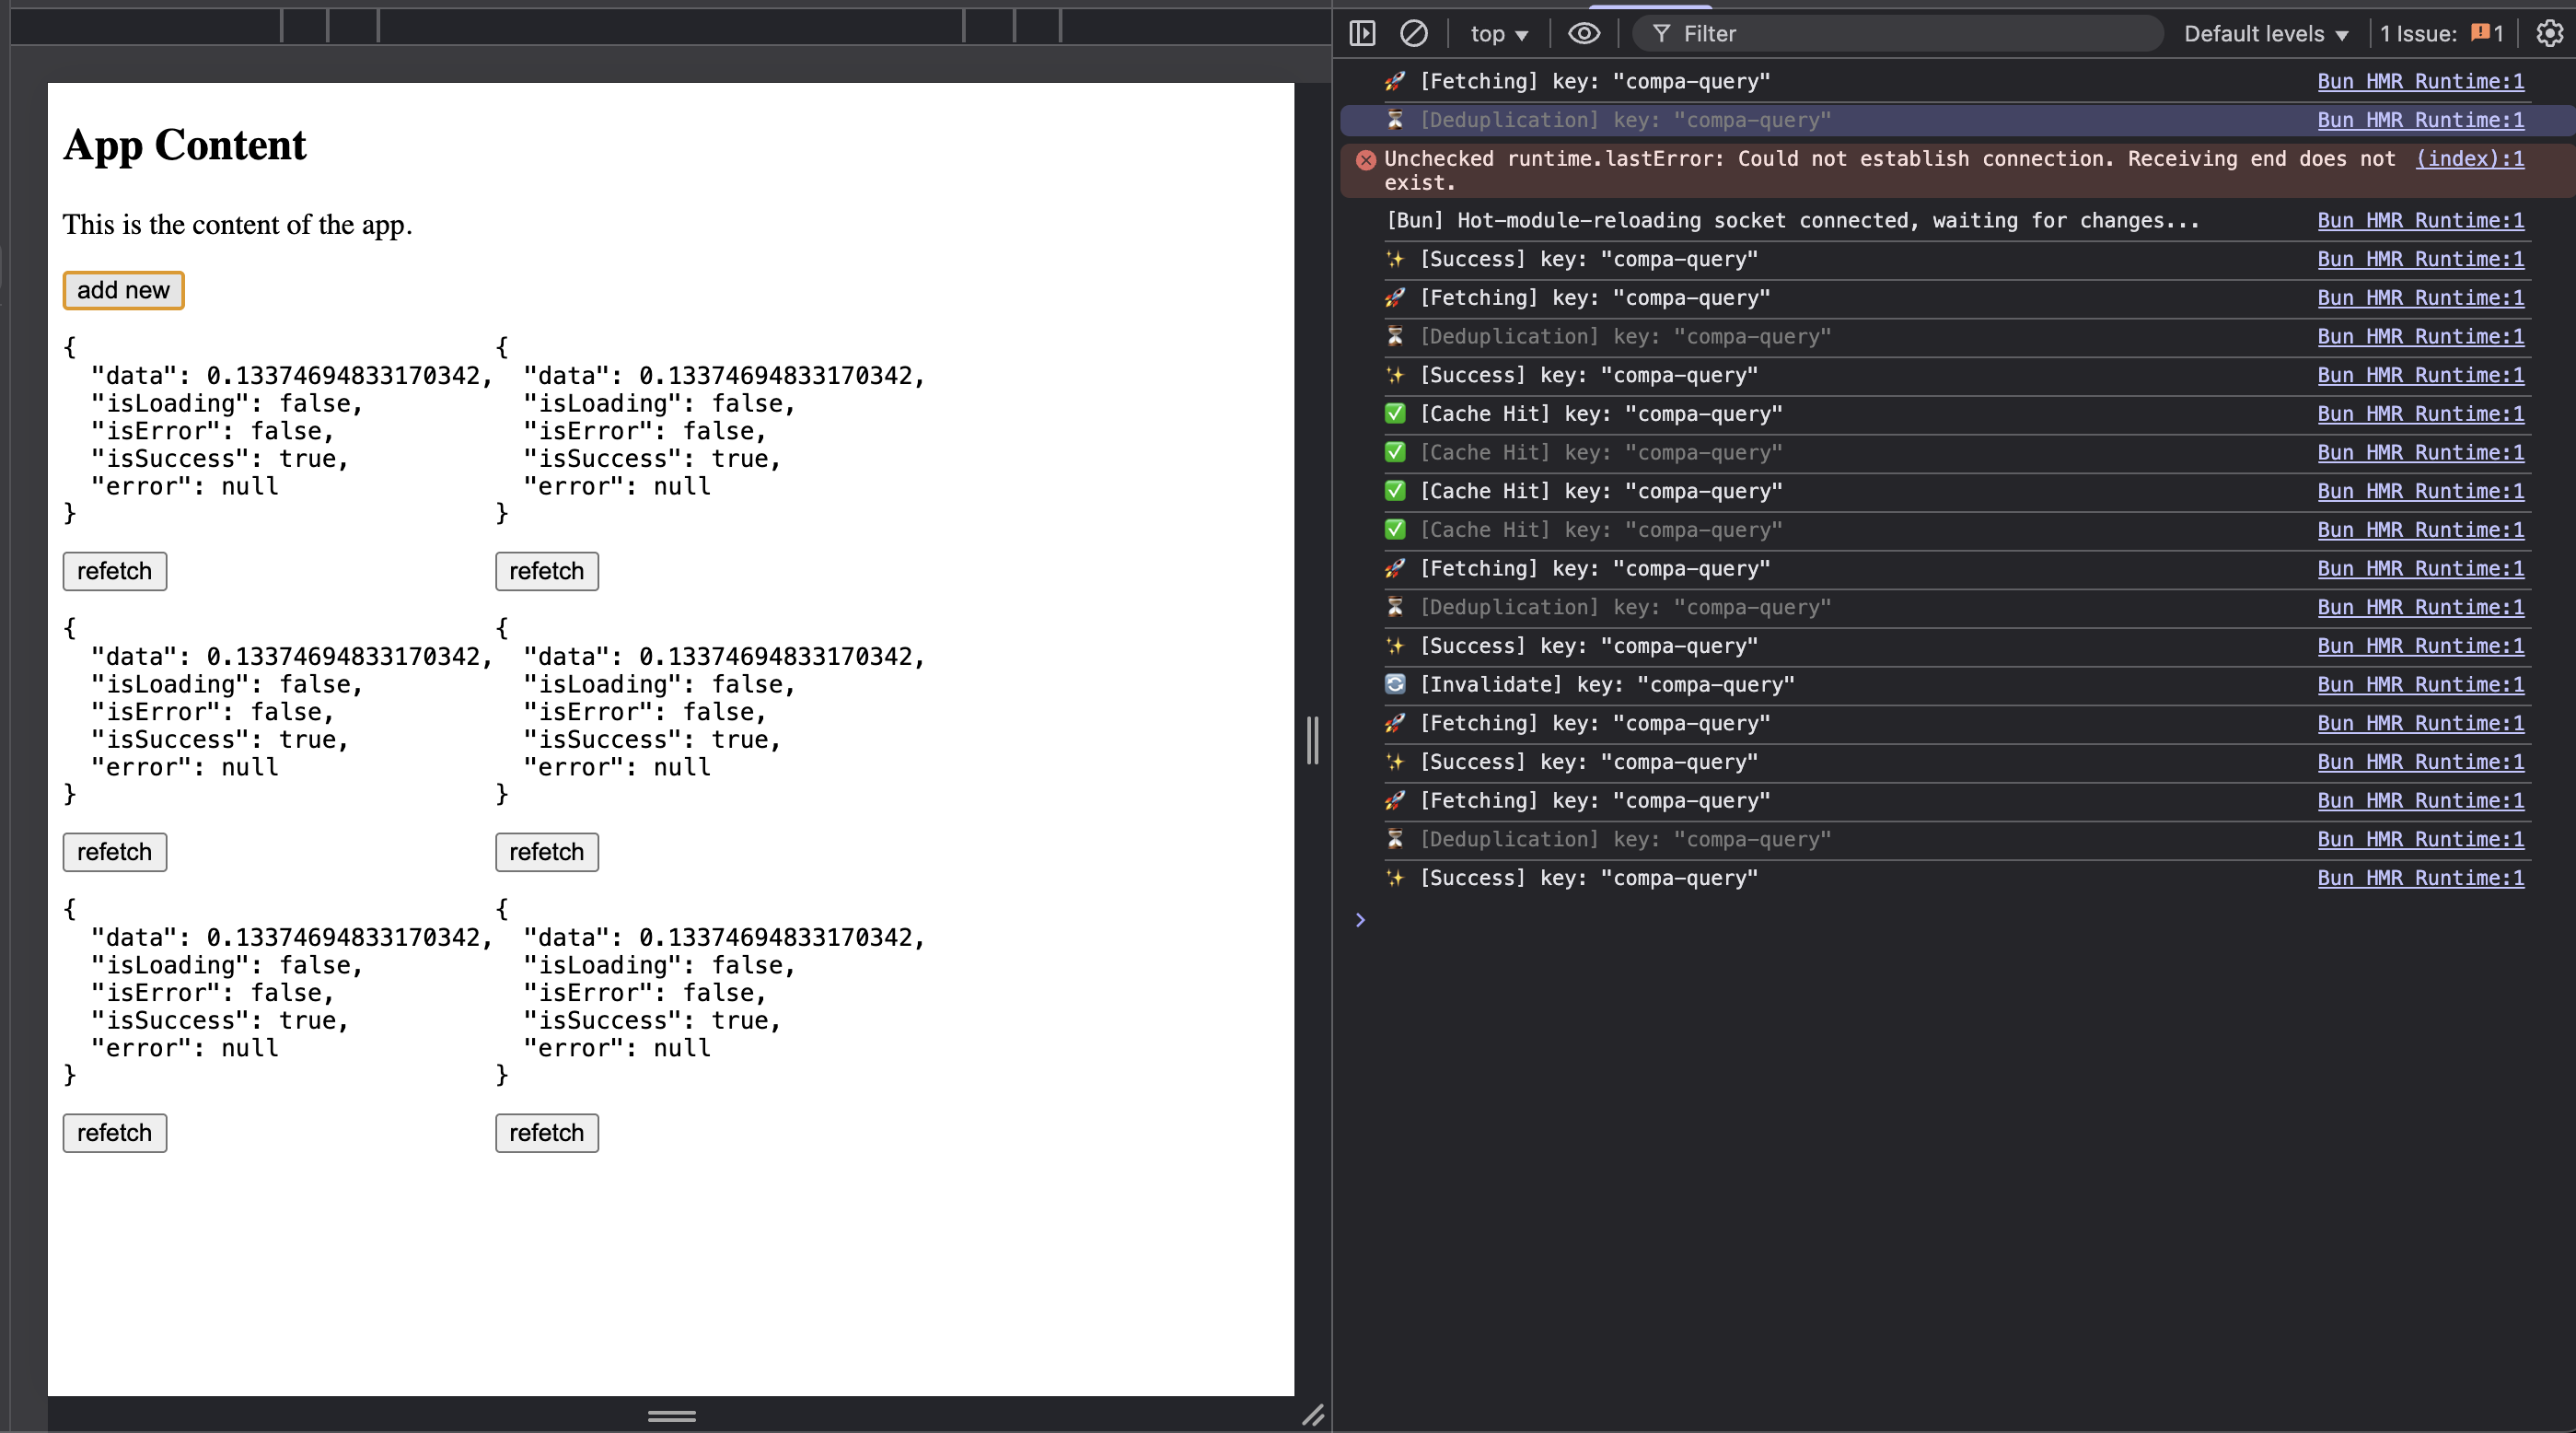 App Content
This is the content of the app.
add new
{
"data": 0.13374694833170342,
"isLoading": false,
"isError": false,
"isSuccess": true,
"error": null
}
refetch
{
"data": 0.13374694833170342,
"isLoading": false,
"isError": false,
"isSuccess": true,
"error": null
}
refetch
{
"data": 0.13374694833170342,
"isLoading": false,
"isError": false,
"isSuccess": true,
"error": null
}
refetch
{
"data": 0.13374694833170342,
"isLoading": false,
"isError": false,
"isSuccess": true,
"error": null
}
refetch
{
"data": 0.13374694833170342,
"isLoading": false,
"isError": false,
"isSuccess": true,
"error": null
}
refetch
{
"data": 0.13374694833170342,
"isLoading": false,
"isError": false,
"isSuccess": true,
"error": null
}
refetch
top Filter Default levels 1 Issue: 1
🚀 [Fetching] key: "compa-query" Bun HMR Runtime:1
⏳ [Deduplication] key: "compa-query" Bun HMR Runtime:1
Unchecked runtime.lastError: Could not establish connection. Receiving end does not (index):1
exist.
[Bun] Hot-module-reloading socket connected, waiting for changes... Bun HMR Runtime:1
✨ [Success] key: "compa-query" Bun HMR Runtime:1
🚀 [Fetching] key: "compa-query" Bun HMR Runtime:1
⏳ [Deduplication] key: "compa-query" Bun HMR Runtime:1
✨ [Success] key: "compa-query" Bun HMR Runtime:1
✅ [Cache Hit] key: "compa-query" Bun HMR Runtime:1
✅ [Cache Hit] key: "compa-query" Bun HMR Runtime:1
✅ [Cache Hit] key: "compa-query" Bun HMR Runtime:1
✅ [Cache Hit] key: "compa-query" Bun HMR Runtime:1
🚀 [Fetching] key: "compa-query" Bun HMR Runtime:1
⏳ [Deduplication] key: "compa-query" Bun HMR Runtime:1
✨ [Success] key: "compa-query" Bun HMR Runtime:1
🔄 [Invalidate] key: "compa-query" Bun HMR Runtime:1
🚀 [Fetching] key: "compa-query" Bun HMR Runtime:1
✨ [Success] key: "compa-query" Bun HMR Runtime:1
🚀 [Fetching] key: "compa-query" Bun HMR Runtime:1
⏳ [Deduplication] key: "compa-query" Bun HMR Runtime:1
✨ [Success] key: "compa-query" Bun HMR Runtime:1